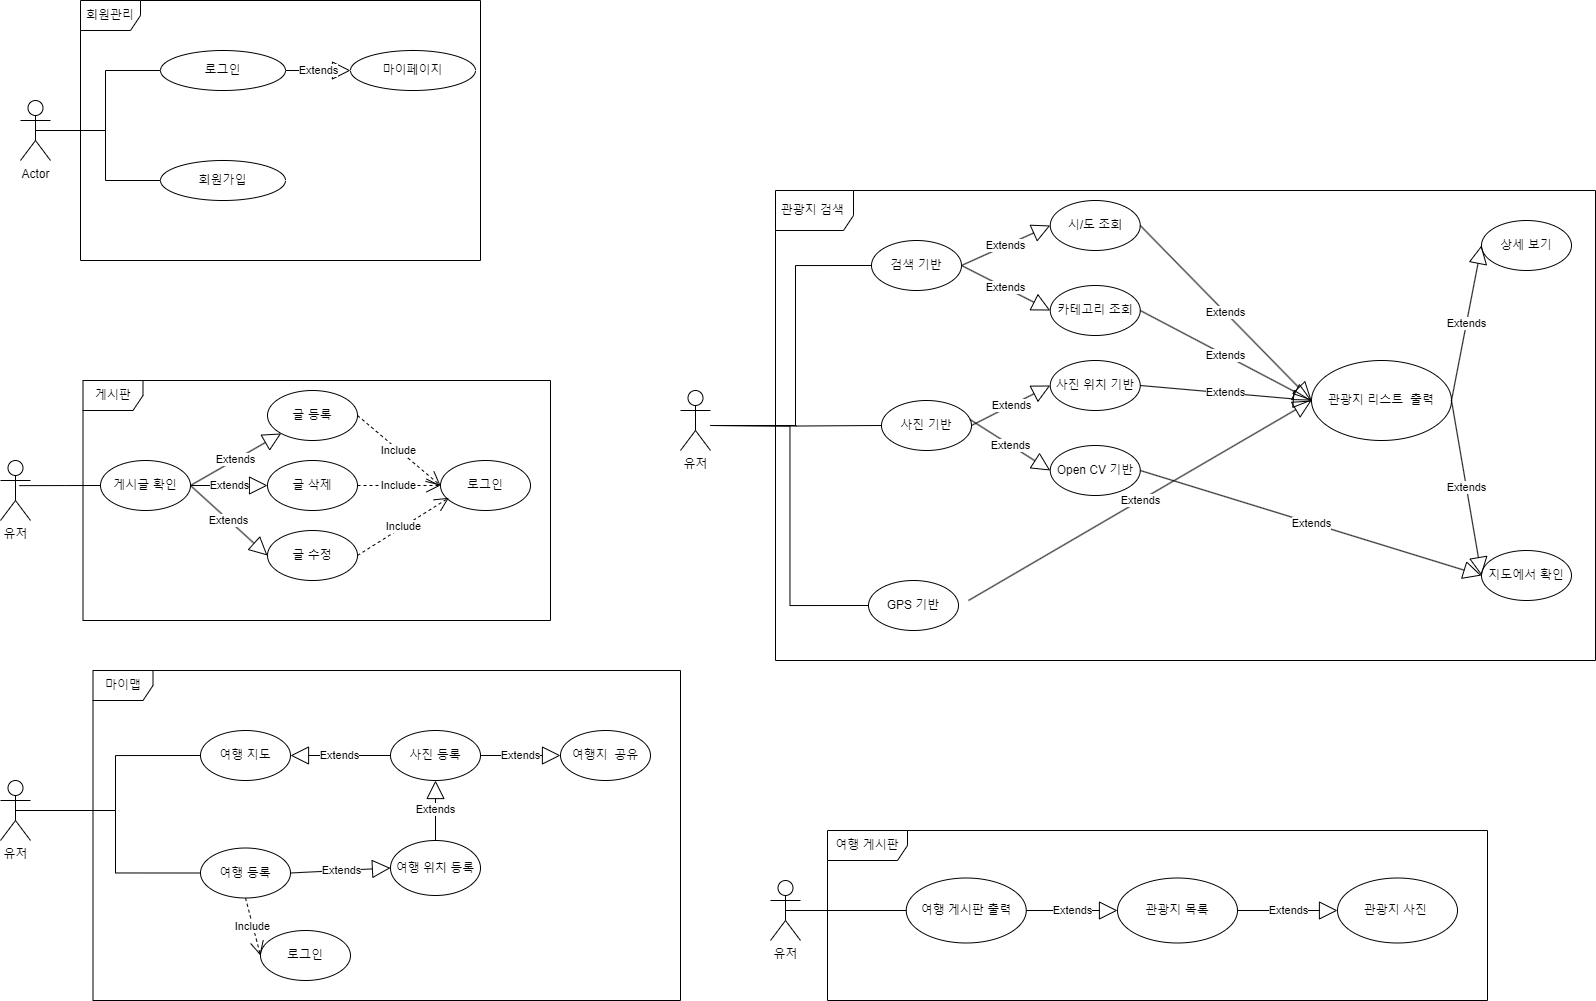 회원관리
로그인
Extends
마이페이지
Actor
회원가입
관광지 검색
시/도 조회
상세 보기
Extends
검색 기반
Extends
카테고리 조회
Extends
Extends
Extends
사진 위치 기반
Extends
Extends
관광지 리스트  출력
유저
사진 기반
Extends
Open CV 기반
Extends
Extends
Extends
지도에서 확인
GPS 기반
게시판
글 등록
Include
Extends
게시글 확인
Extends
글 삭제
Include
로그인
Extends
Include
유저
글 수정
마이맵
여행 지도
Extends
사진 등록
Extends
여행지  공유
Extends
유저
여행 등록
Extends
여행 위치 등록
Include
로그인
여행 게시판
여행 게시판 출력
Extends
관광지 목록
Extends
관광지 사진
유저